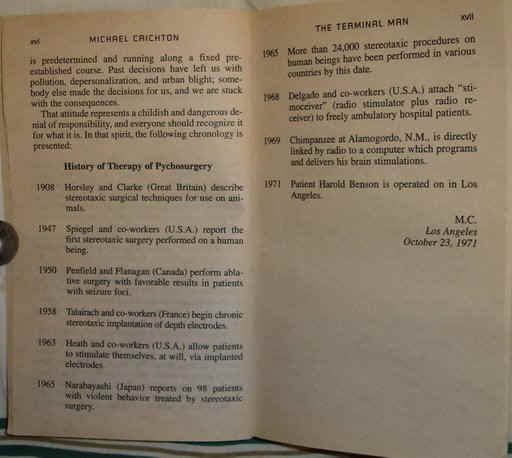 xvi MICHAEL CRICHTON
is predetermined and running along a fixed pre-
established course. Past decisions have left us with
pollution, depersonalization, and urban blight; some-
body else made the decisions for us, and we are stuck
with the consequences.
That attitude represents a childish and dangerous de-
nial of responsibility, and everyone should recognize it
for what it is. In that spirit, the following chronology is
presented:
History of Therapy of Pychosurgery
1908 Horsley and Clarke (Great Britain) describe
stereotaxic surgical techniques for use on ani-
mals.
1947 Spiegel and co-workers (U.S.A.) report the
first stereotaxic surgery performed on a human
being.
1950 Penfield and Flanagan (Canada) perform abla-
tive surgery with favorable results in patients
with seizure foci.
1958 Talairach and co-workers (France) begin chronic
stereotaxic implantation of depth electrodes.
1963 Heath and co-workers (U.S.A.) allow patients
to stimulate themselves, at will, via implanted
electrodes.
1965 Narabayashi (Japan) reports on 98 patients
with violent behavior treated by stereotaxic
surgery.
THE TERMINAL MAN xvii
1965 More than 24,000 stereotaxic procedures on
human beings have been performed in various
countries by this date.
1968 Delgado and co-workers (U.S.A.) attach "sti-
moceiver" (radio stimulator plus radio re-
ceiver) to freely ambulatory hospital patients.
1969 Chimpanzee at Alamogordo, N.M., is directly
linked by radio to a computer which programs
and delivers his brain stimulations.
1971 Patient Harold Benson is operated on in Los
Angeles.
M.C.
Los Angeles
October 23, 1971